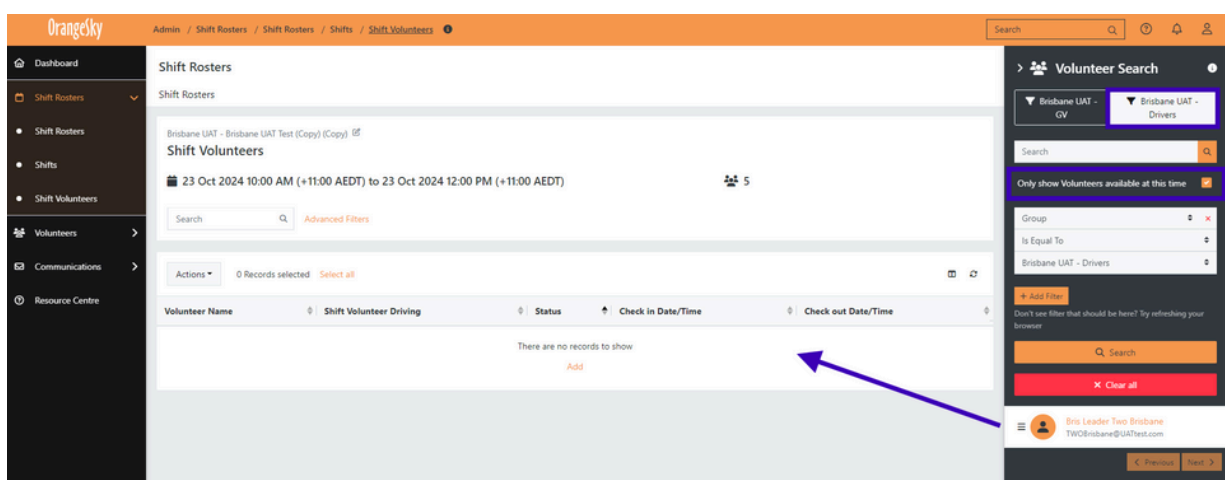 OrangeSky
Admin / Shift Rosters / Shift Rosters / Shifts / Shift Volunteers
Search
Dashboard
Shift Rosters
Shift Rosters
Shifts
Shift Volunteers
Volunteers
Communications
Resource Centre
Shift Rosters
Shift Rosters
Brisbane UAT - Brisbane UAT Test (Copy) (Copy)
Shift Volunteers
23 Oct 2024 10:00 AM (+11:00 AEDT) to 23 Oct 2024 12:00 PM (+11:00 AEDT)
5
Search
Advanced Filters
Actions
0 Records selected
Select all
Volunteer Name
Shift Volunteer Driving
Status
Check in Date/Time
Check out Date/Time
There are no records to show
Add
Volunteer Search
Brisbane UAT -
GV
Brisbane UAT -
Drivers
Search
Only show Volunteers available at this time
Group
Is Equal To
Brisbane UAT - Drivers
+ Add Filter
Don't see filter that should be here? Try refreshing your
browser
Search
Clear all
Bris Leader Two Brisbane
TWOBrisbane@UATtest.com
Previous
Next